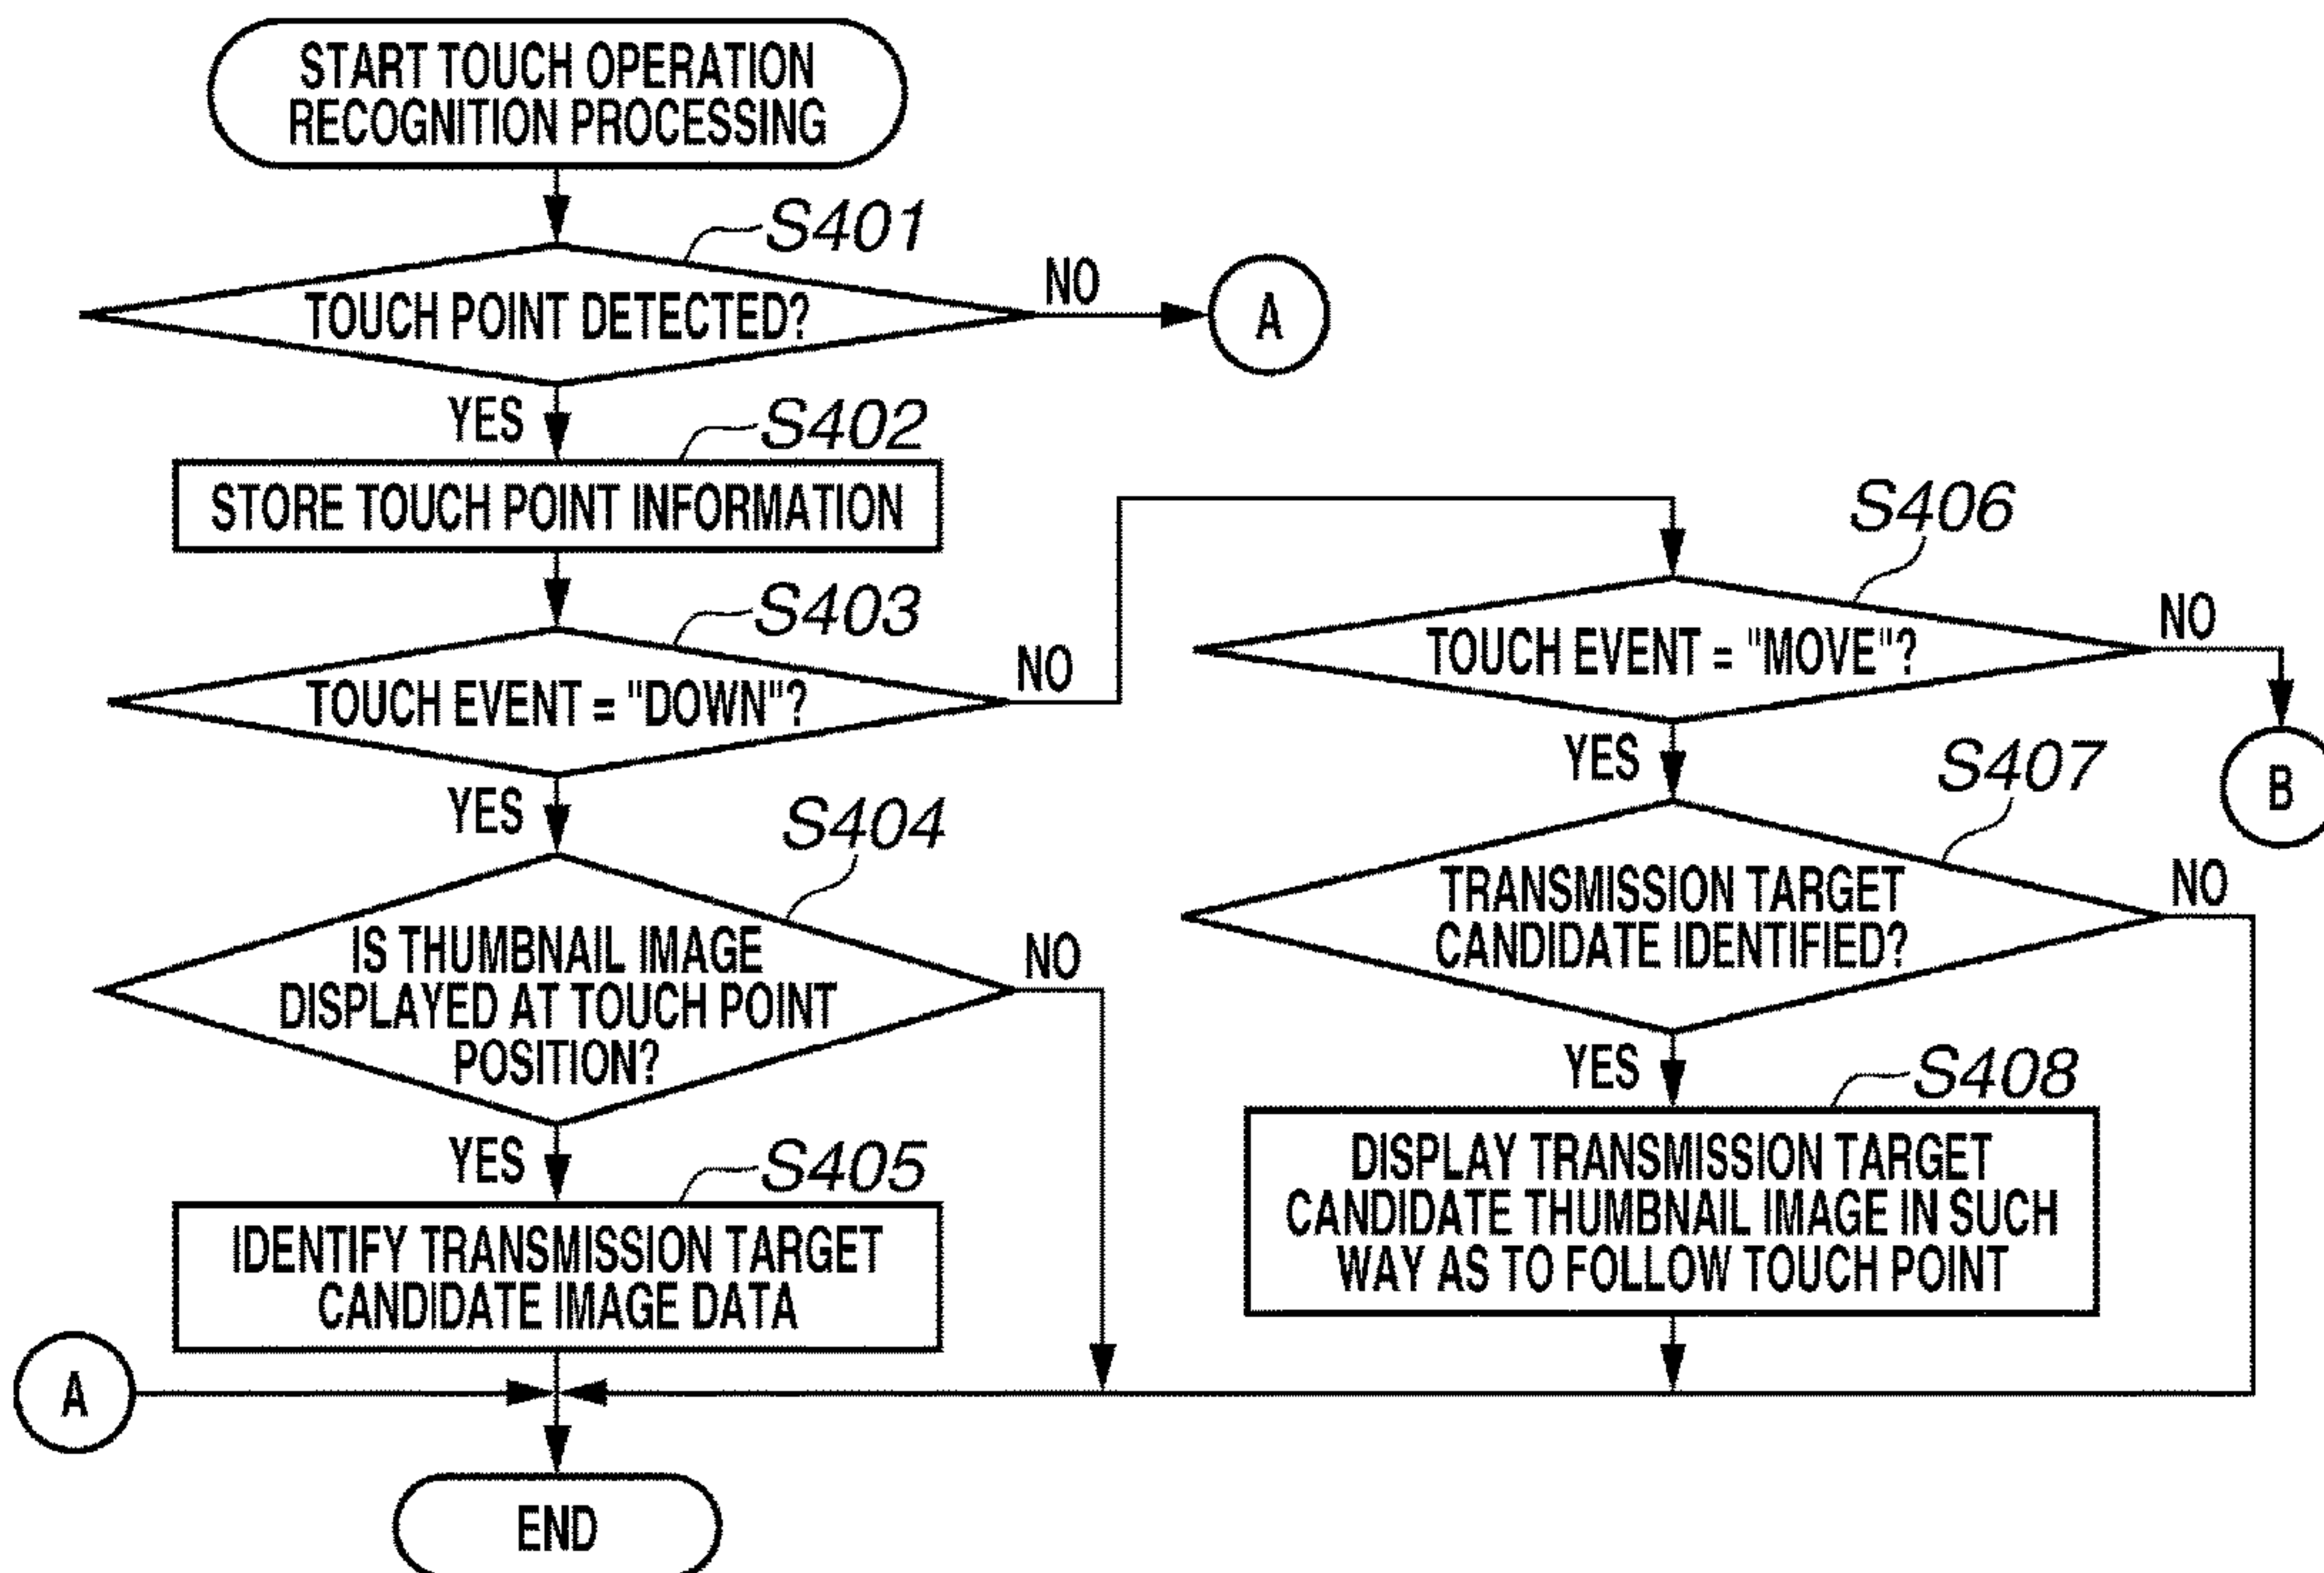 START TOUCH OPERATION
RECOGNITION PROCESSING
S401
TOUCH POINT DETECTED?
NO
A
YES
S402
STORE TOUCH POINT INFORMATION
S403
TOUCH EVENT = "DOWN"?
NO
YES
S404
IS THUMBNAIL IMAGE
DISPLAYED AT TOUCH POINT
POSITION?
NO
YES
S405
IDENTIFY TRANSMISSION TARGET
CANDIDATE IMAGE DATA
S406
TOUCH EVENT = "MOVE"?
NO
B
YES
S407
TRANSMISSION TARGET
CANDIDATE IDENTIFIED?
NO
YES
S408
DISPLAY TRANSMISSION TARGET
CANDIDATE THUMBNAIL IMAGE IN SUCH
WAY AS TO FOLLOW TOUCH POINT
A
END